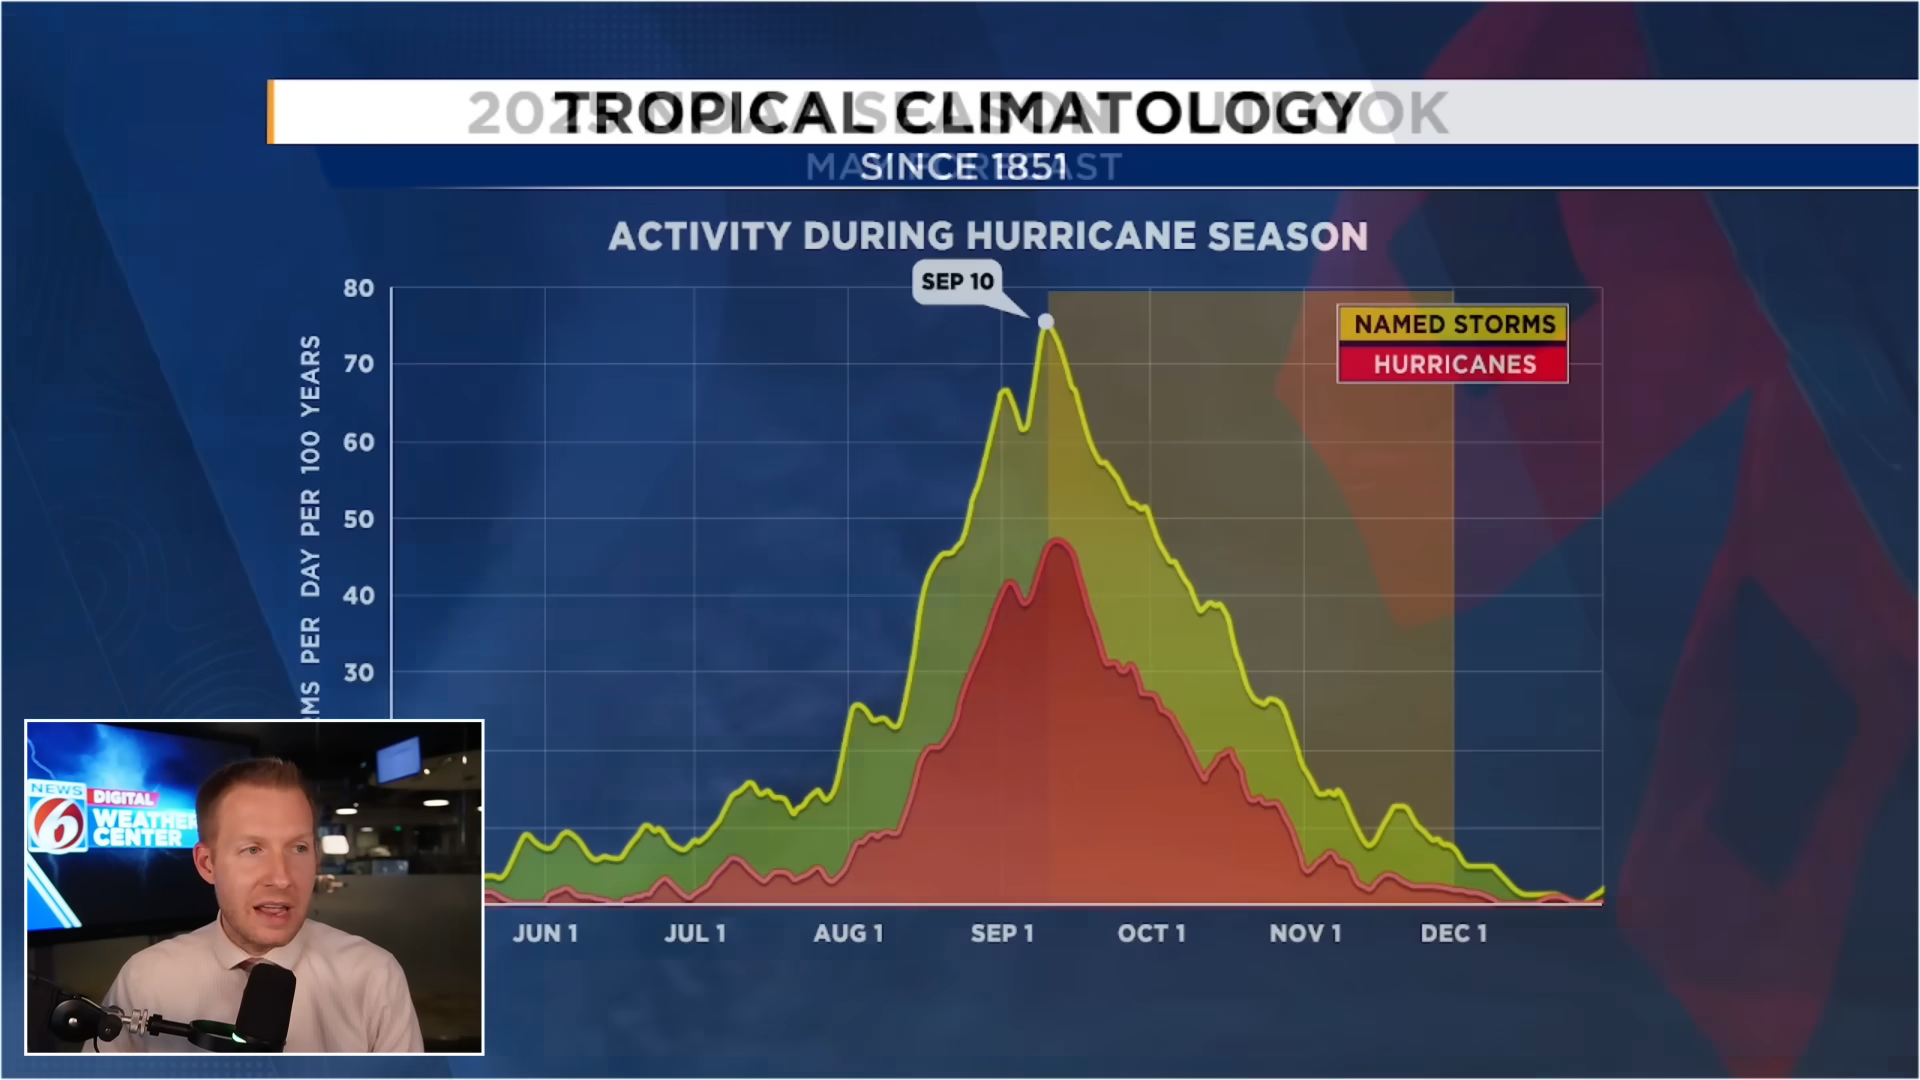 TROPICAL CLIMATOLOGY
SINCE 1851
ACTIVITY DURING HURRICANE SEASON
SEP 10
NAMED STORMS
HURRICANES
PER DAY PER 100 YEARS
80
70
60
50
40
30
JUN 1
JUL 1
AUG 1
SEP 1
OCT 1
NOV 1
DEC 1
NEWS
6
DIGITAL
WEATHER
CENTER